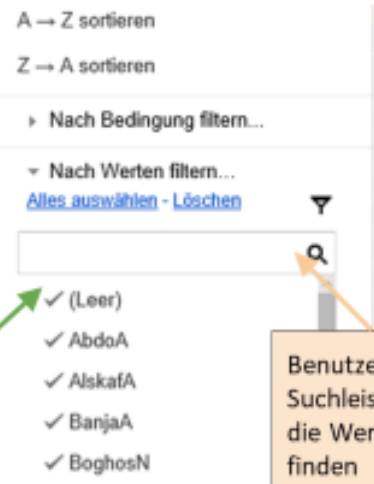 A → Z sortieren
Z → A sortieren
Nach Bedingung filtern...
Nach Werten filtern...
Alles auswählen - Löschen
(Leer)
AbdoA
AlskafA
BanjaA
BoghosN
Benutze
Suchleis
die Wer
finden